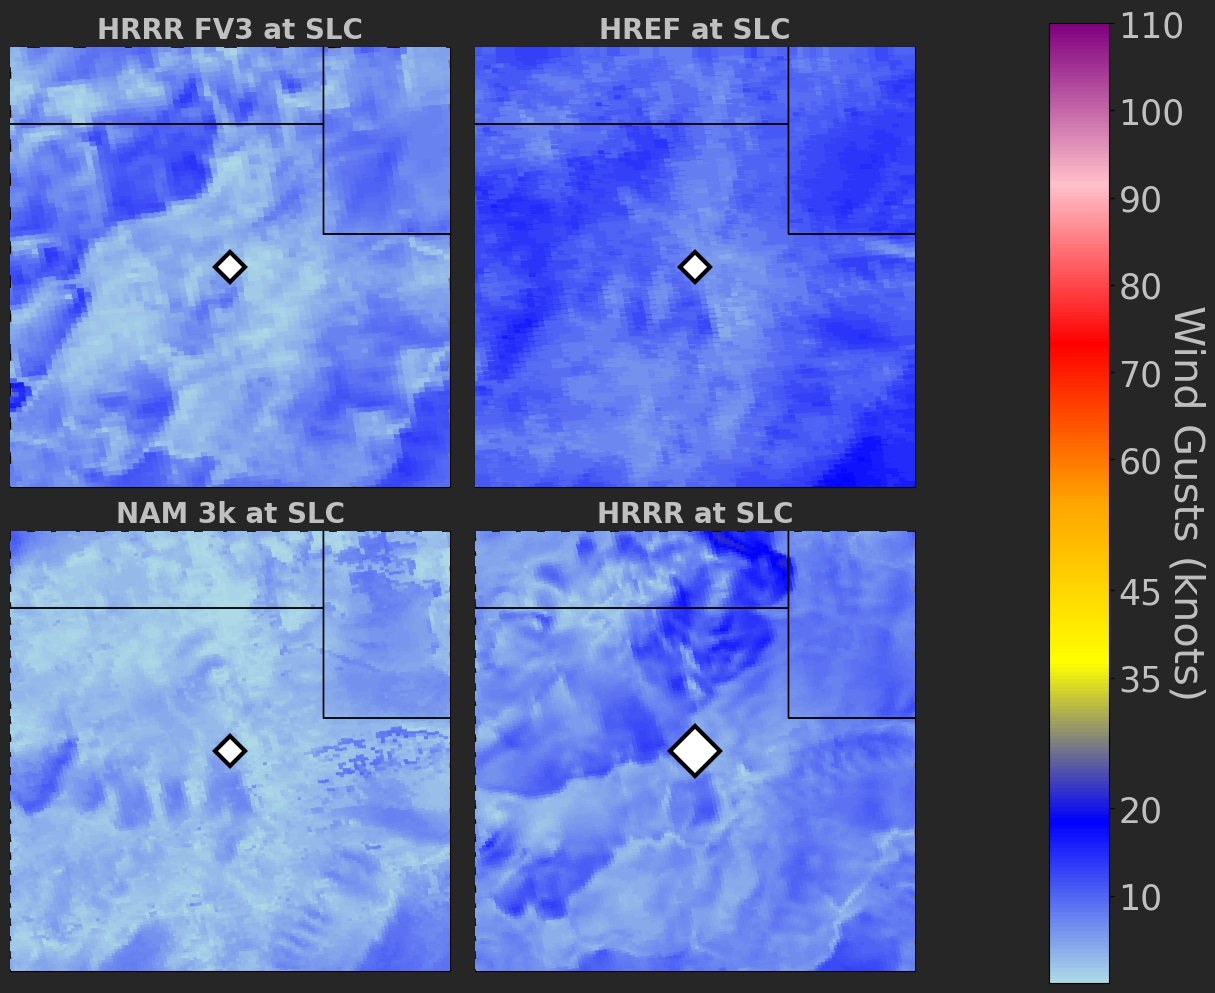 HRRR FV3 at SLC
HREF at SLC
NAM 3k at SLC
HRRR at SLC
110
100
90
80
70
60
45
35
20
10
Wind Gusts (knots)